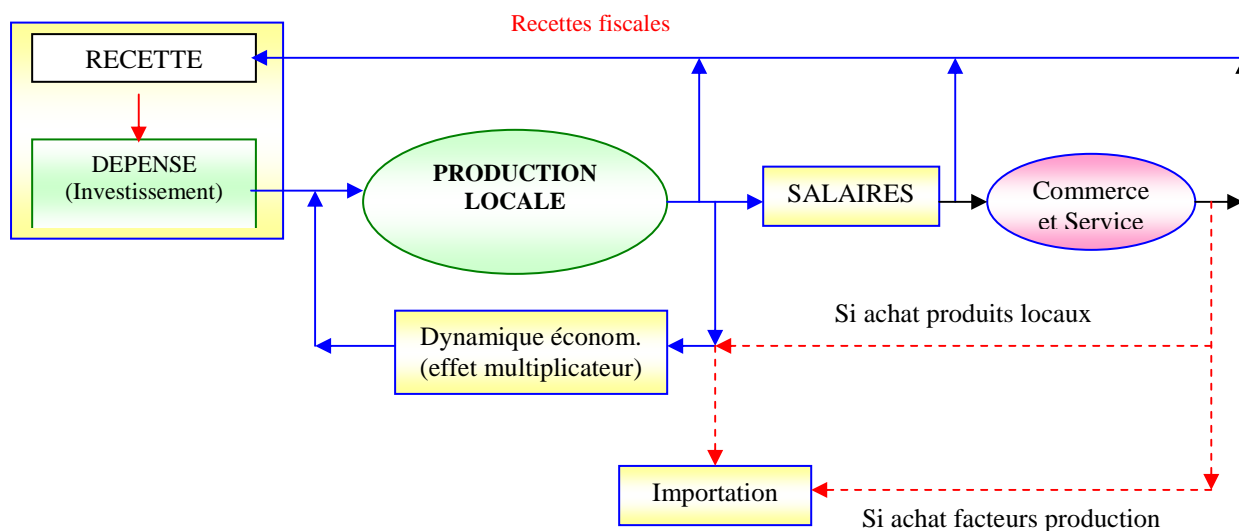 Recettes fiscales
RECETTE
DEPENSE
(Investissement)
PRODUCTION
LOCALE
SALAIRES
Commerce
et Service
Si achat produits locaux
Dynamique économ.
(effet multiplicateur)
Importation
Si achat facteurs production